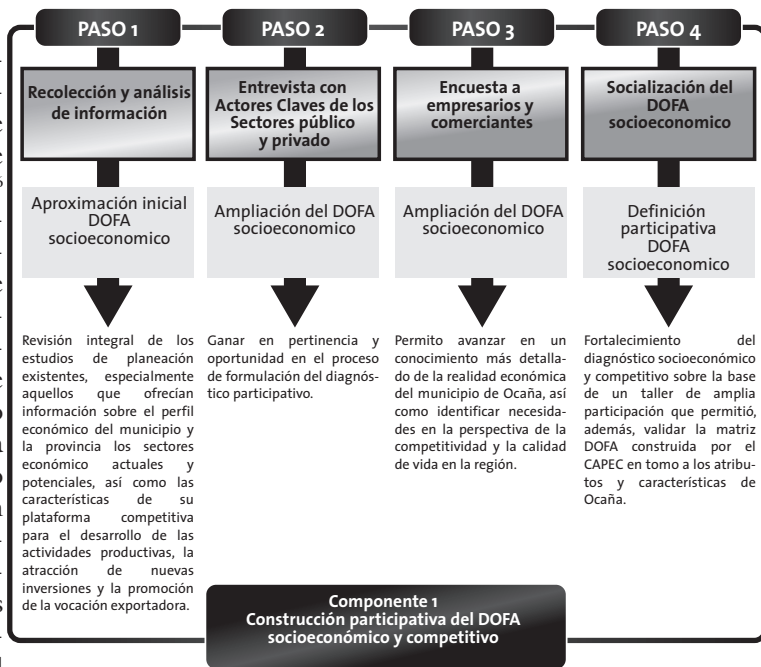 PASO 1
Recolección y análisis
de información
Aproximación inicial
DOFA
socioeconomico
Revisión integral de los
estudios de planeación
existentes, especialmente
aquellos que ofrecían
información sobre el perfil
económico del municipio y
la provincia los sectores
económico actuales y
potenciales, así como las
características de su
plataforma competitiva
para el desarrollo de las
actividades productivas, la
atracción de nuevas
inversiones y la promoción
de la vocación exportadora.
PASO 2
Entrevista con
Actores Claves de los
Sectores público
y privado
Ampliación del DOFA
socioeconomico
Ganar en pertinencia y
oportunidad en el proceso
de formulación del diagnós-
tico participativo.
PASO 3
Encuesta a
empresarios y
comerciantes
Ampliación del DOFA
socioeconomico
Permito avanzar en un
conocimiento más detalla-
do de la realidad económica
del municipio de Ocaña, así
como identificar necesida-
des en la perspectiva de la
competitividad y la calidad
de vida en la región.
PASO 4
Socialización del
DOFA
socioeconomico
Definición
participativa
DOFA
socioeconomico
Fortalecimiento del
diagnóstico socioeconómico
y competitivo sobre la base
de un taller de amplia
participación que permitió,
además, validar la matriz
DOFA construida por el
CAPEC en tomo a los atribu-
tos y características de
Ocaña.
Componente 1
Construcción participativa del DOFA
socioeconómico y competitivo